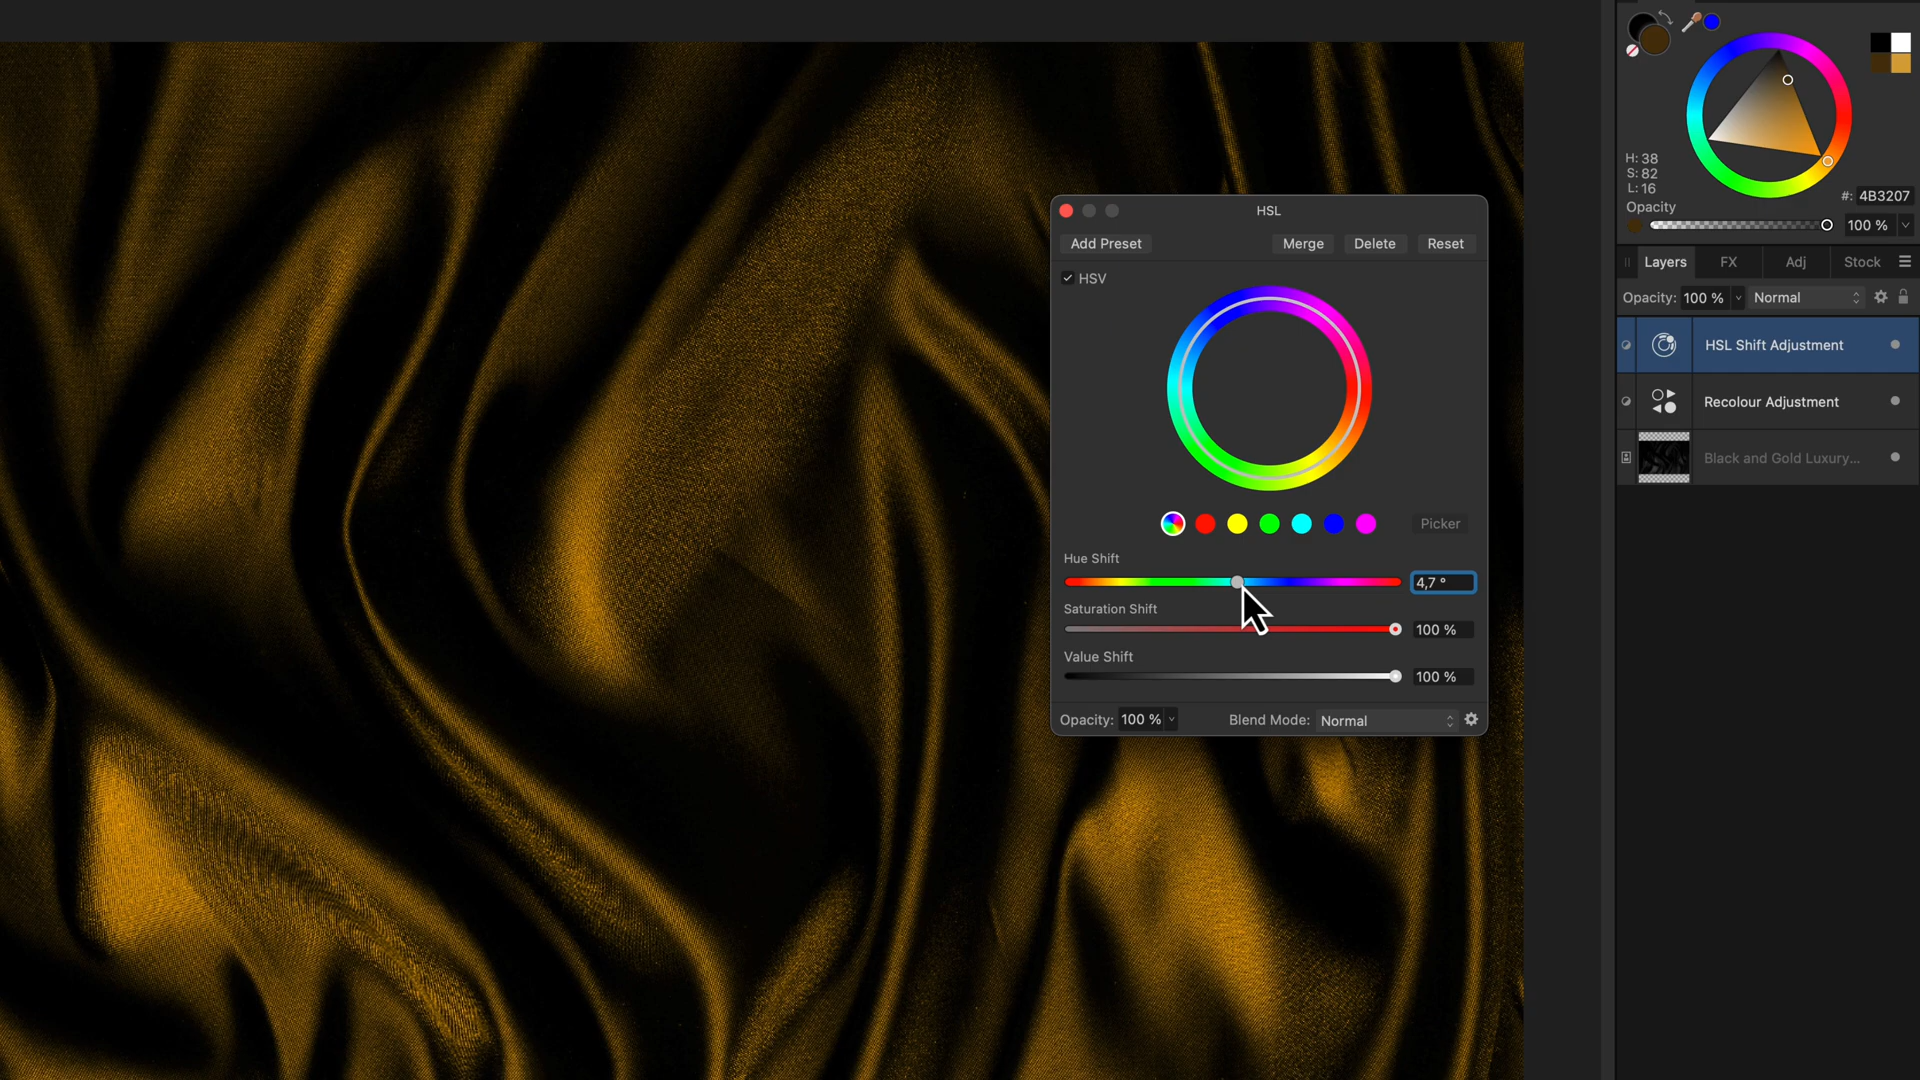 HSL
Add Preset
Merge
Delete
Reset
HSV
Picker
Hue Shift
4,7 °
Saturation Shift
100 %
Value Shift
100 %
Opacity: 100 %
Blend Mode: Normal
H: 38
S: 82
L: 16
#: 4B3207
Opacity
100 %
Layers
FX
Adj
Stock
Opacity: 100 %
Normal
HSL Shift Adjustment
Recolour Adjustment
Black and Gold Luxury...